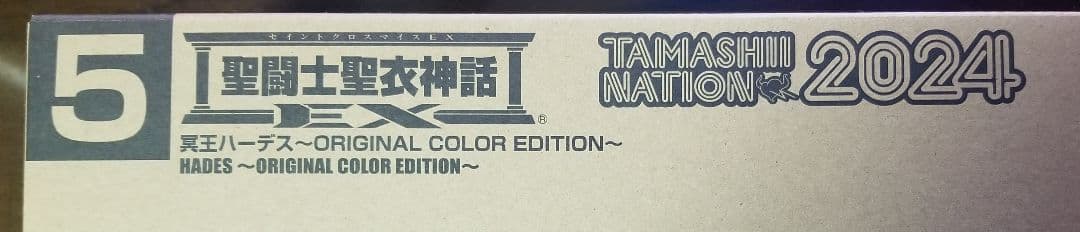 5
セイントクロスマイスEX
聖闘士聖衣神話
EX®
冥王ハーデス～ORIGINAL COLOR EDITION～
HADES ～ORIGINAL COLOR EDITION～
TAMASHII
NATION 2024